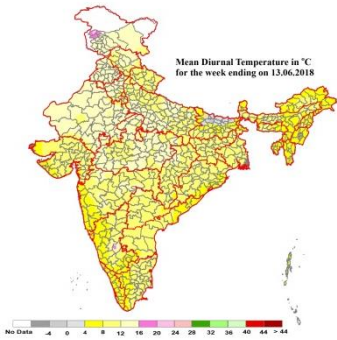 Mean Diurnal Temperature in °C
for the week ending on 13.06.2018
No Data -4 0 4 8 12 16 20 24 28 32 36 40 44 > 44